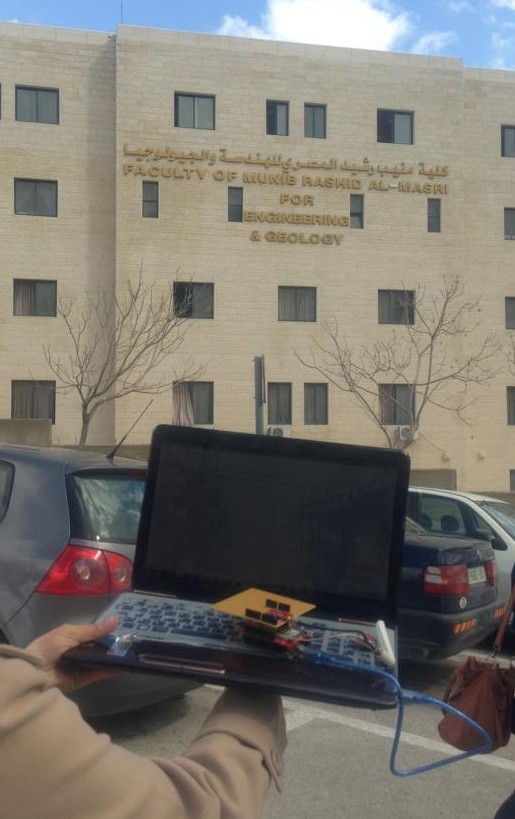 كلية منيب رشيد المصري للهندسة والجيولوجيا
FACULTY OF MUNIB RASHID AL-MASRI
FOR
ENGINEERING
& GEOLOGY